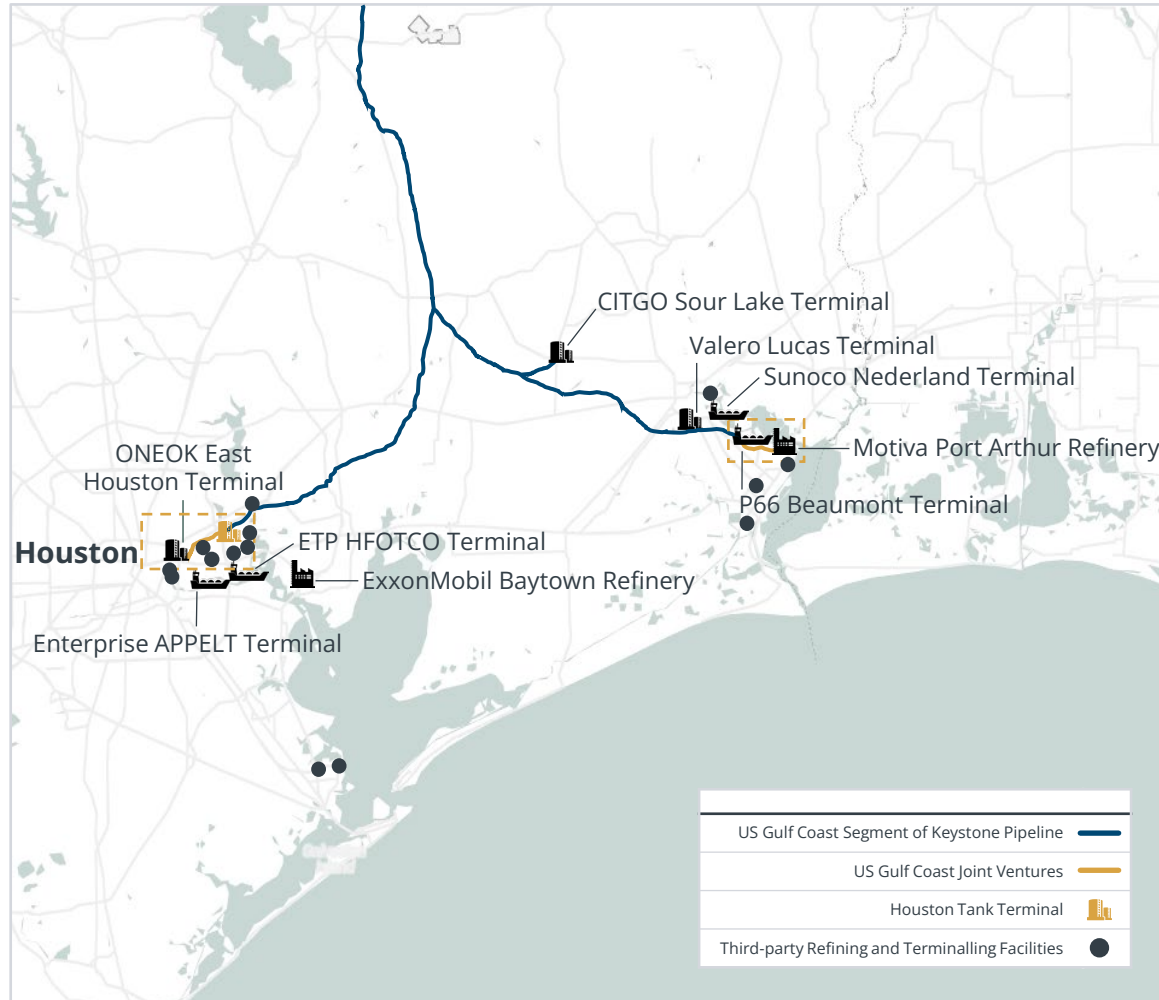 CITGO Sour Lake Terminal
Valero Lucas Terminal
Sunoco Nederland Terminal
Motiva Port Arthur Refinery
P66 Beaumont Terminal
ONEOK East
Houston Terminal
Houston
ETP HFOTCO Terminal
ExxonMobil Baytown Refinery
Enterprise APPELT Terminal
US Gulf Coast Segment of Keystone Pipeline
US Gulf Coast Joint Ventures
Houston Tank Terminal
Third-party Refining and Terminalling Facilities